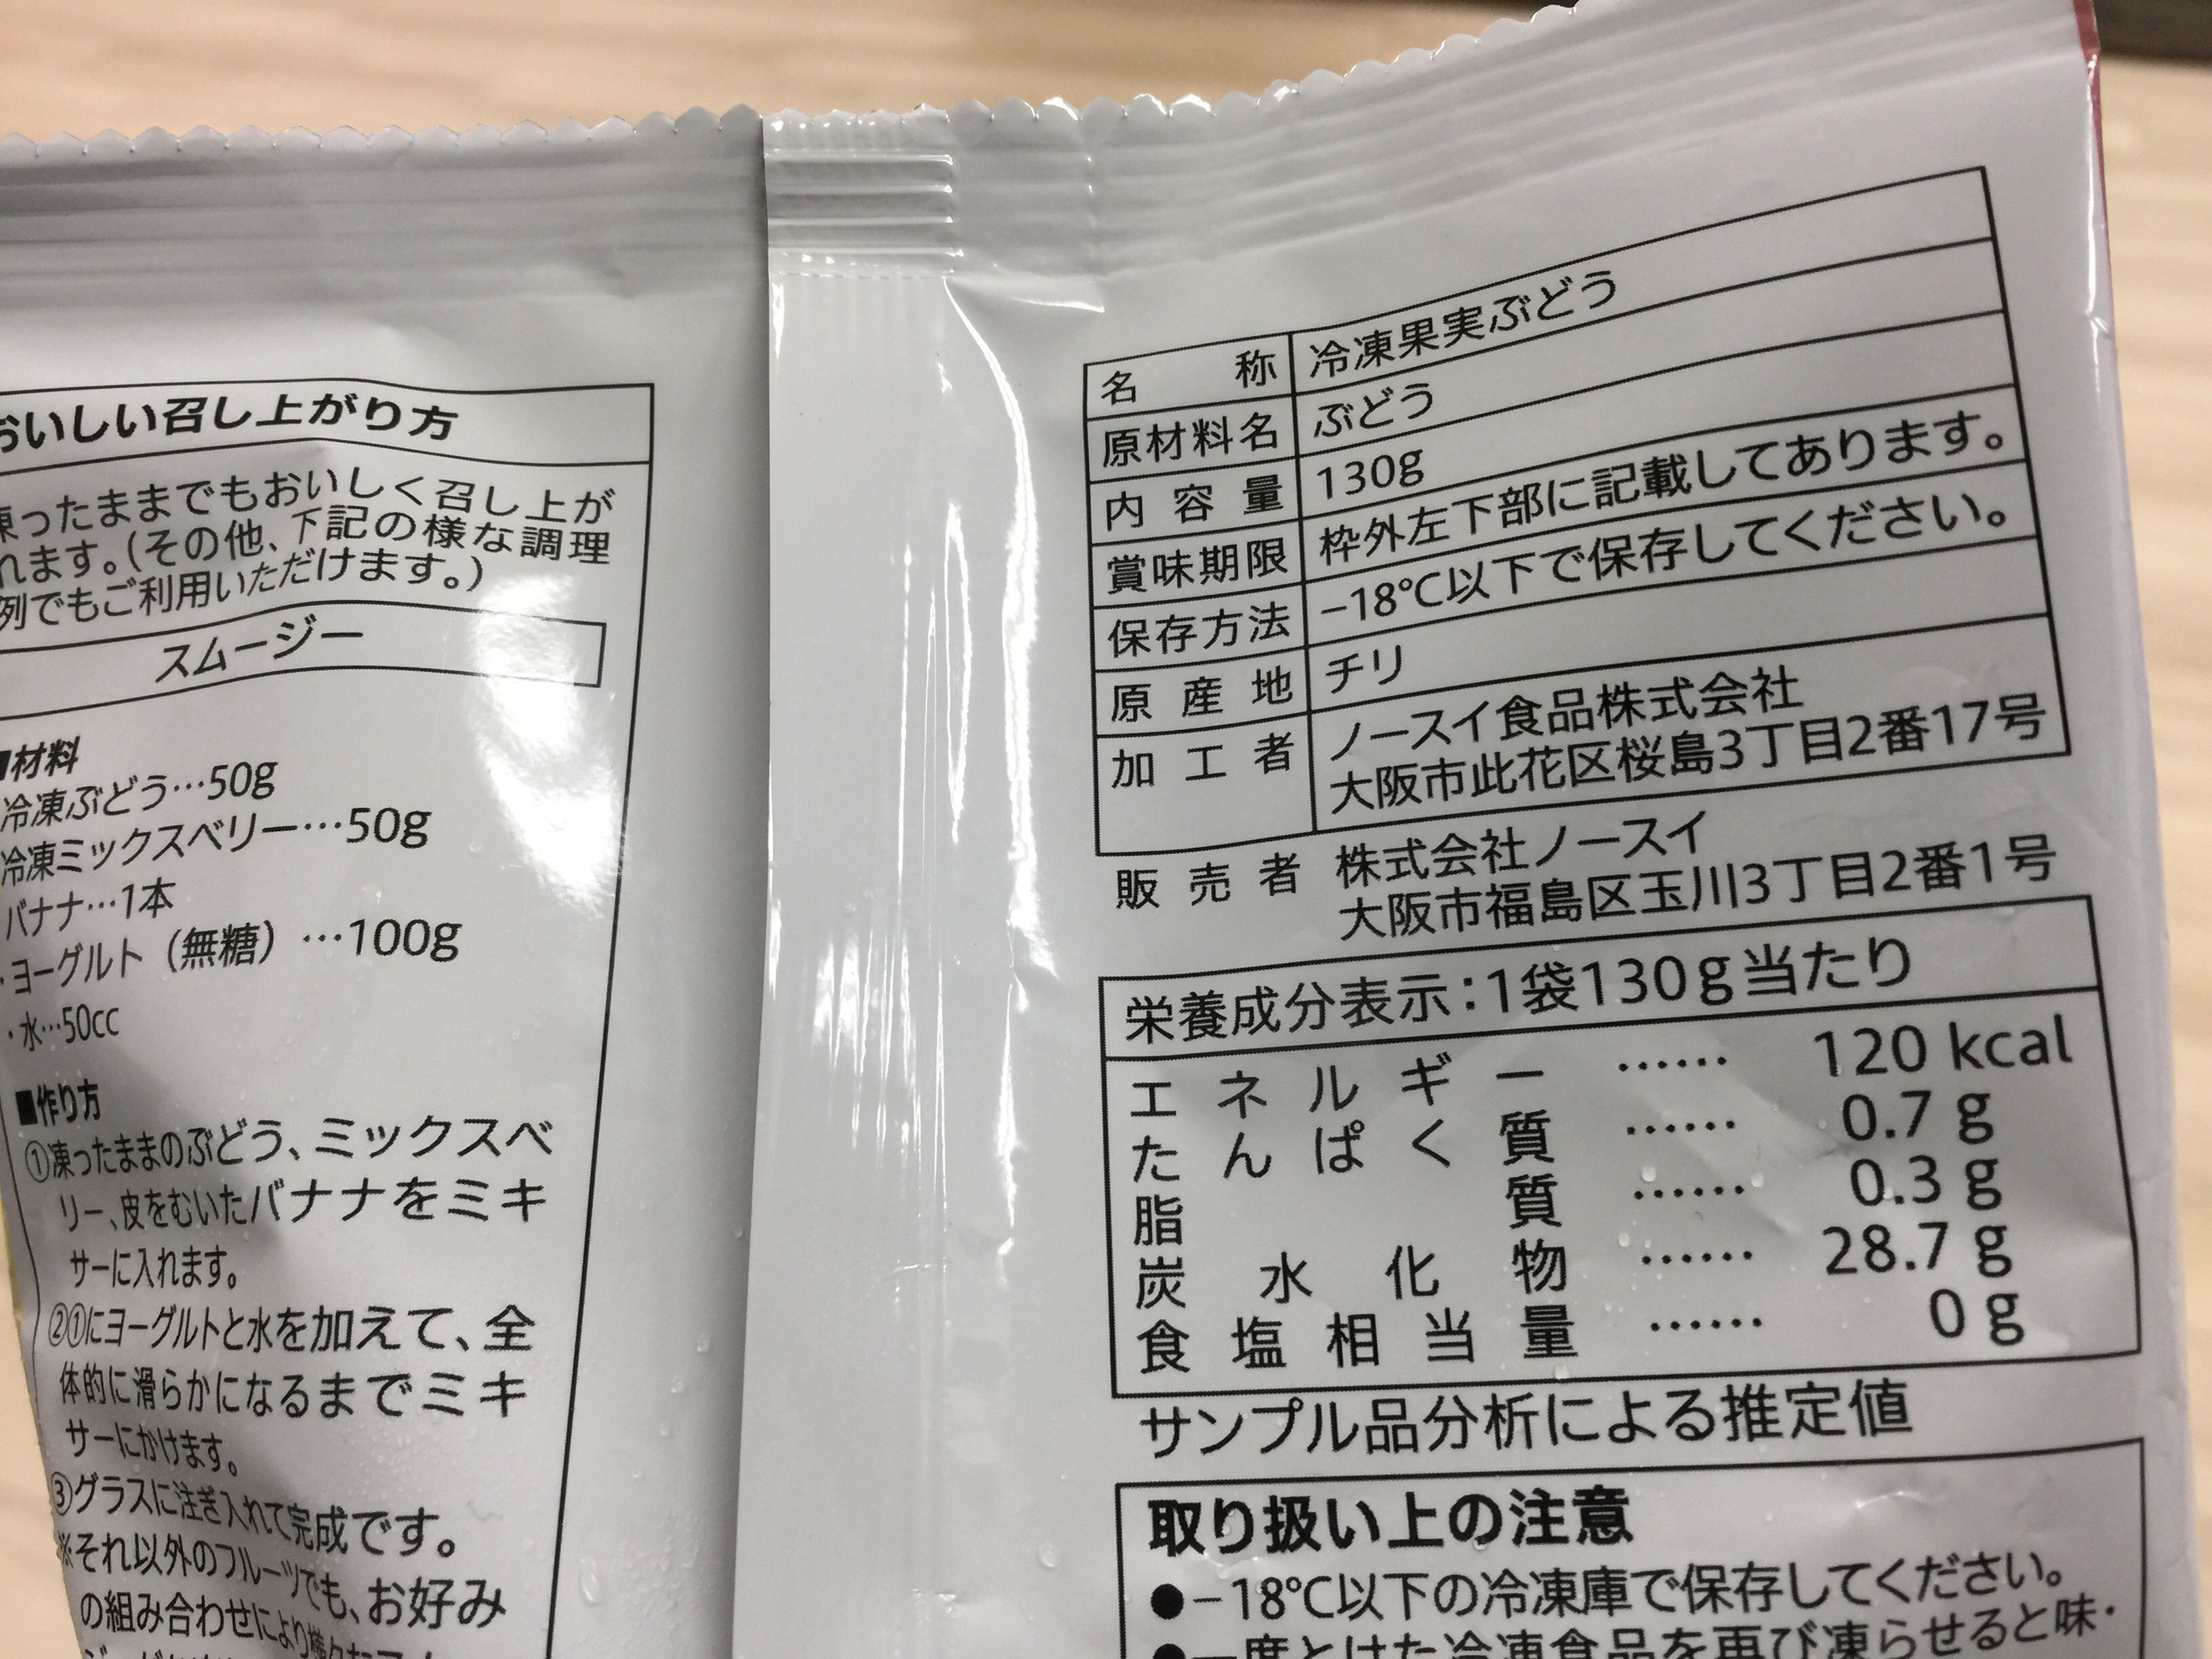 おいしい召し上がり方
凍ったままでもおいしく召し上が
れます。(その他、下記の様な調理
例でもご利用いただけます。)
スムージー
■材料
冷凍ぶどう…50g
冷凍ミックスベリー…50g
バナナ…1本
・ヨーグルト(無糖)…100g
・水…50cc
■作り方
①凍ったままのぶどう、ミックスベ
リー、皮をむいたバナナをミキ
サーに入れます。
②①にヨーグルトと水を加えて、全
体的に滑らかになるまでミキ
サーにかけます。
③グラスに注ぎ入れて完成です。
※それ以外のフルーツでも、お好み
の組み合わせにより様々な
名称 冷凍果実ぶどう
原材料名 ぶどう
内容量 130g
賞味期限 枠外左下部に記載してあります。
保存方法 −18℃以下で保存してください。
原産地 チリ
加工者 ノースイ食品株式会社
大阪市此花区桜島3丁目2番17号
販売者 株式会社ノースイ
大阪市福島区玉川3丁目2番1号
栄養成分表示:1袋130g当たり
エネルギー …… 120 kcal
たんぱく質 …… 0.7 g
脂質 …… 0.3 g
炭水化物 …… 28.7 g
食塩相当量 …… 0 g
サンプル品分析による推定値
取り扱い上の注意
●−18℃以下の冷凍庫で保存してください。
●一度とけた冷凍食品を再び凍らせると味・